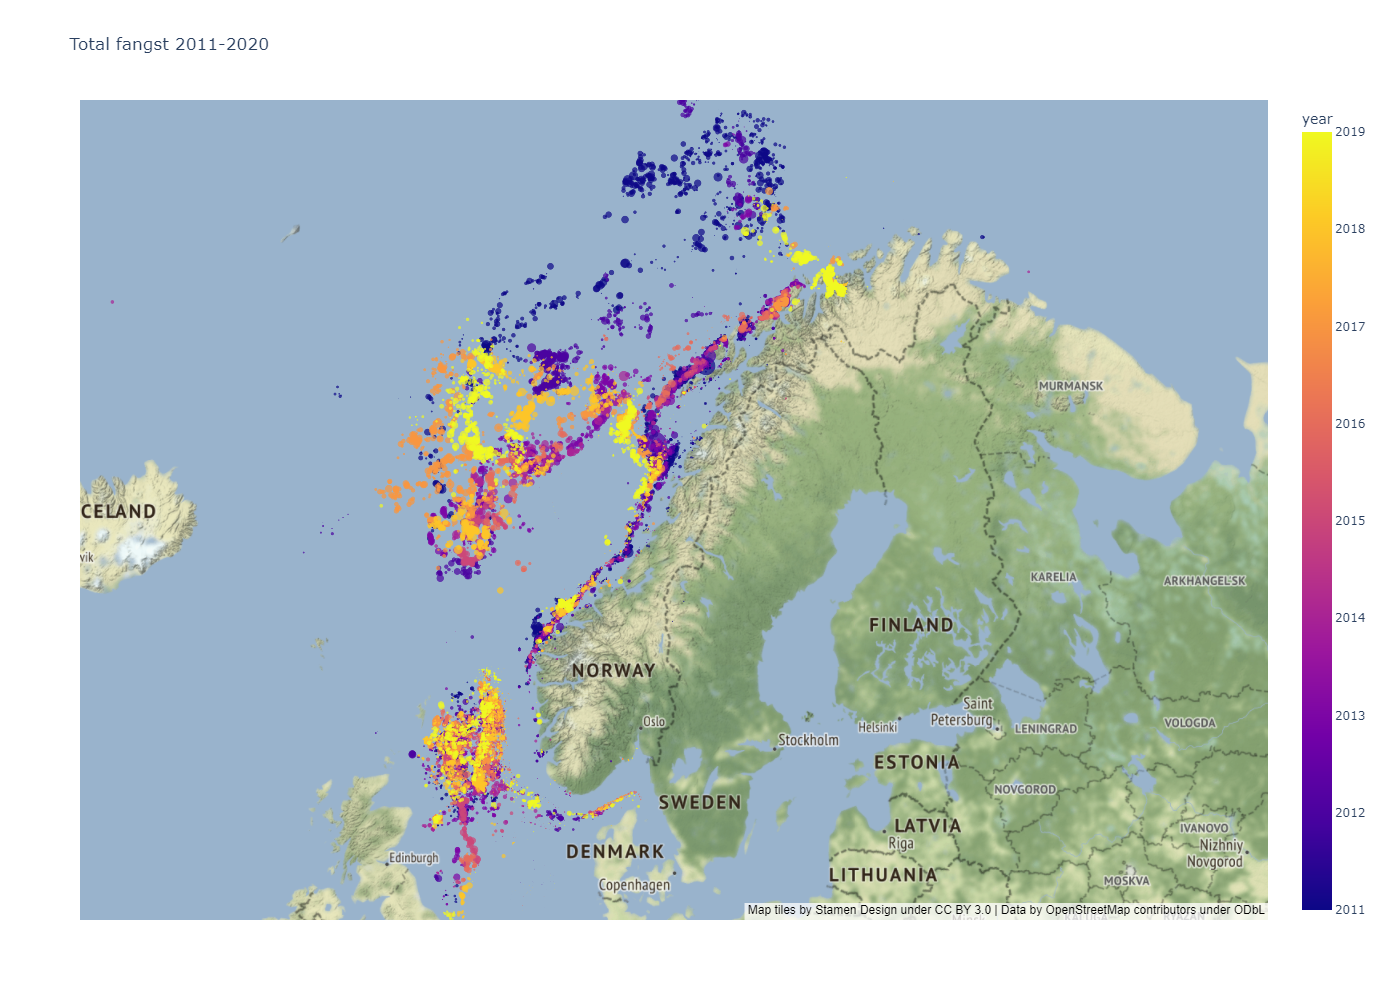 Total fangst 2011-2020
year
2019
2018
2017
2016
2015
2014
2013
2012
2011
MURMANSK
CELAND
vik
KARELIA
ARKHANGELSK
FINLAND
NORWAY
Saint
Petersburg
Oslo
Helsinki
LENINGRAD
VOLOGDA
Stockholm
ESTONIA
NOVGOROD
SWEDEN
LATVIA
IVANOVO
Riga
Nizhniy
Novgorod
Edinburgh
DENMARK
LITHUANIA
MOSKVA
Copenhagen
Map tiles by Stamen Design under CC BY 3.0 | Data by OpenStreetMap contributors under ODbL